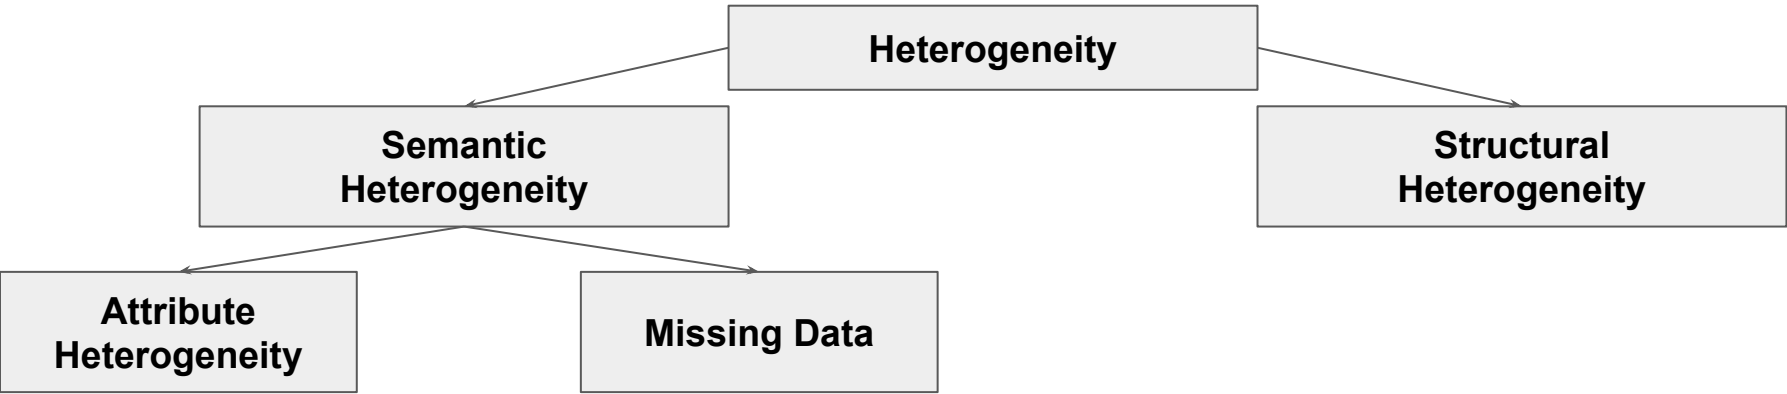 Heterogeneity
Semantic
Heterogeneity
Structural
Heterogeneity
Attribute
Heterogeneity
Missing Data